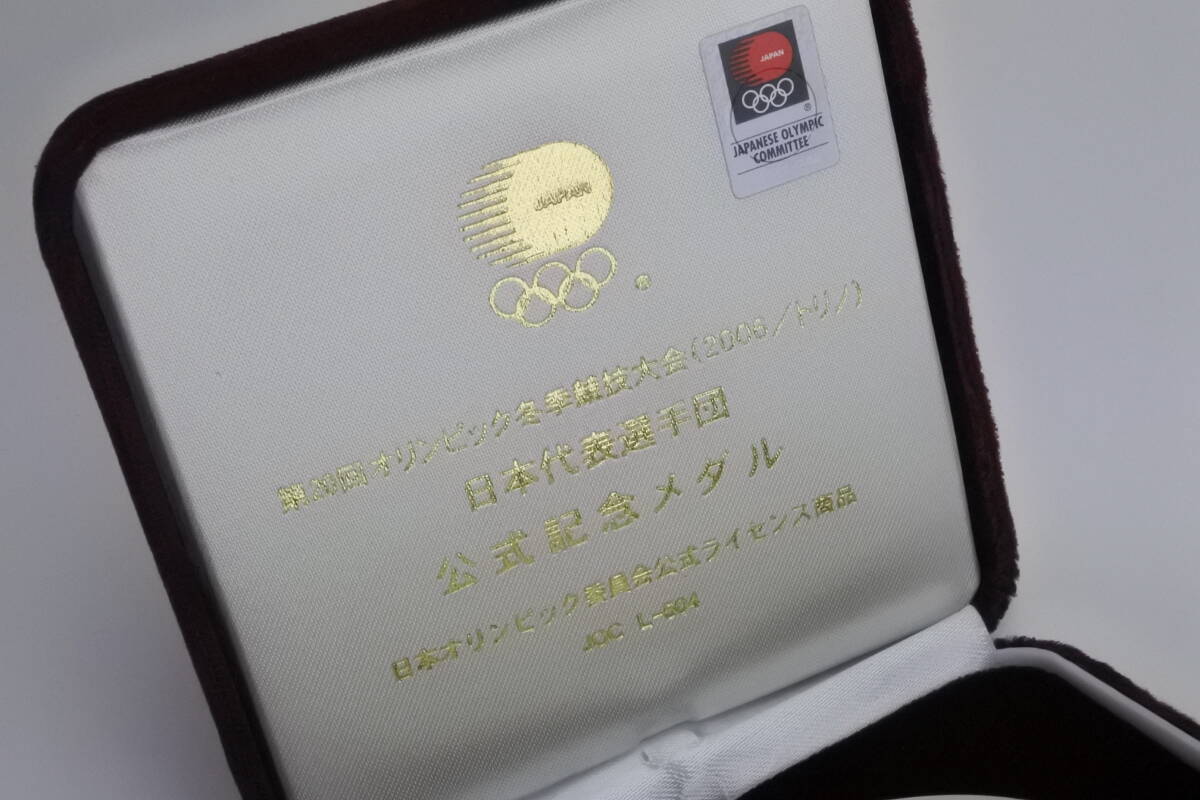 JAPAN
®
JAPANESE OLYMPIC
COMMITTEE
JAPAN
®
第20回オリンピック冬季競技大会(2006/トリノ)
日本代表選手団
公式記念メダル
日本オリンピック委員会公式ライセンス商品
JOC L-604